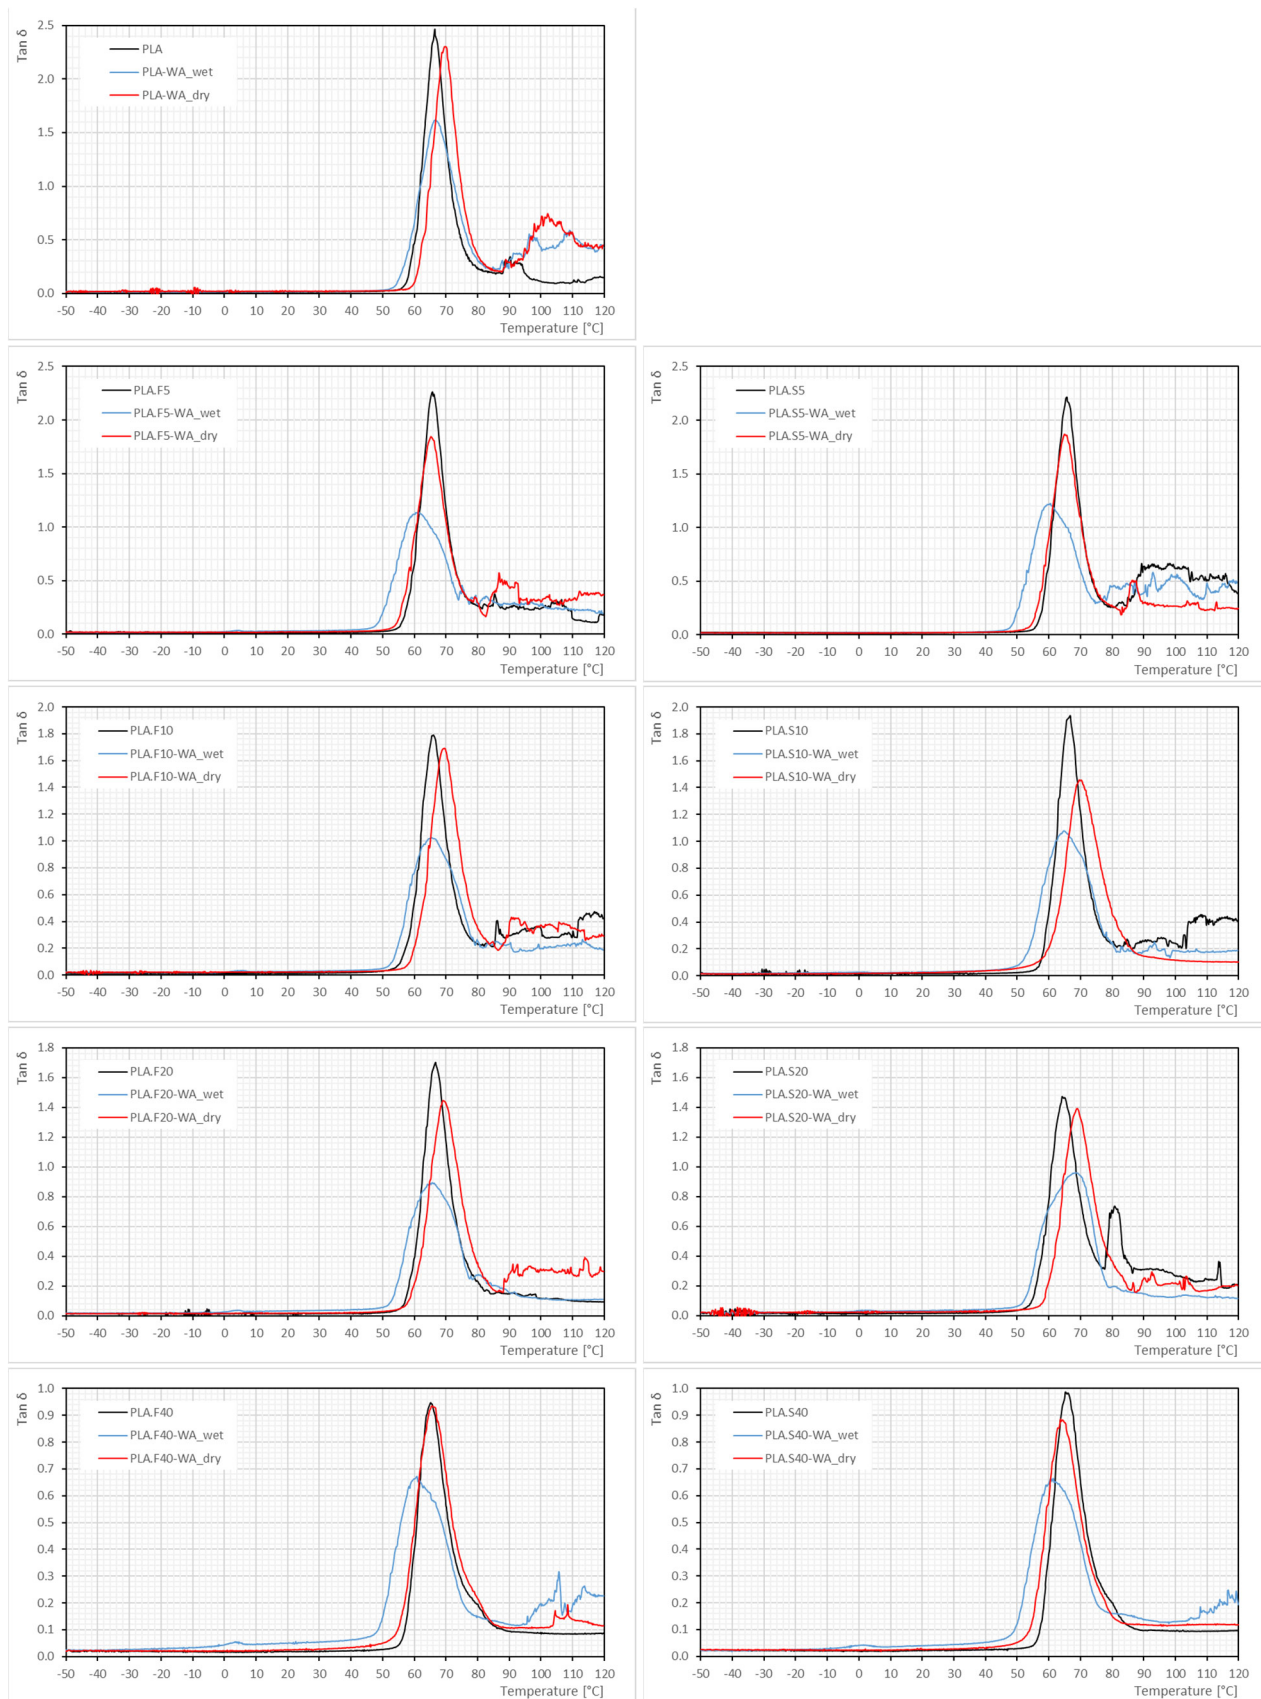 Tan δ
2.5
2.0
1.5
1.0
0.5
0.0
PLA
PLA-WA_wet
PLA-WA_dry
-50 -40 -30 -20 -10 0 10 20 30 40 50 60 70 80 90 100 110 120
Temperature [°C]
Tan δ
2.5
2.0
1.5
1.0
0.5
0.0
PLA.F5
PLA.F5-WA_wet
PLA.F5-WA_dry
-50 -40 -30 -20 -10 0 10 20 30 40 50 60 70 80 90 100 110 120
Temperature [°C]
Tan δ
2.5
2.0
1.5
1.0
0.5
0.0
PLA.S5
PLA.S5-WA_wet
PLA.S5-WA_dry
-50 -40 -30 -20 -10 0 10 20 30 40 50 60 70 80 90 100 110 120
Temperature [°C]
Tan δ
2.0
1.8
1.6
1.4
1.2
1.0
0.8
0.6
0.4
0.2
0.0
PLA.F10
PLA.F10-WA_wet
PLA.F10-WA_dry
-50 -40 -30 -20 -10 0 10 20 30 40 50 60 70 80 90 100 110 120
Temperature [°C]
Tan δ
2.0
1.8
1.6
1.4
1.2
1.0
0.8
0.6
0.4
0.2
0.0
PLA.S10
PLA.S10-WA_wet
PLA.S10-WA_dry
-50 -40 -30 -20 -10 0 10 20 30 40 50 60 70 80 90 100 110 120
Temperature [°C]
Tan δ
1.8
1.6
1.4
1.2
1.0
0.8
0.6
0.4
0.2
0.0
PLA.F20
PLA.F20-WA_wet
PLA.F20-WA_dry
-50 -40 -30 -20 -10 0 10 20 30 40 50 60 70 80 90 100 110 120
Temperature [°C]
Tan δ
1.8
1.6
1.4
1.2
1.0
0.8
0.6
0.4
0.2
0.0
PLA.S20
PLA.S20-WA_wet
PLA.S20-WA_dry
-50 -40 -30 -20 -10 0 10 20 30 40 50 60 70 80 90 100 110 120
Temperature [°C]
Tan δ
1.0
0.9
0.8
0.7
0.6
0.5
0.4
0.3
0.2
0.1
0.0
PLA.F40
PLA.F40-WA_wet
PLA.F40-WA_dry
-50 -40 -30 -20 -10 0 10 20 30 40 50 60 70 80 90 100 110 120
Temperature [°C]
Tan δ
1.0
0.9
0.8
0.7
0.6
0.5
0.4
0.3
0.2
0.1
0.0
PLA.S40
PLA.S40-WA_wet
PLA.S40-WA_dry
-50 -40 -30 -20 -10 0 10 20 30 40 50 60 70 80 90 100 110 120
Temperature [°C]